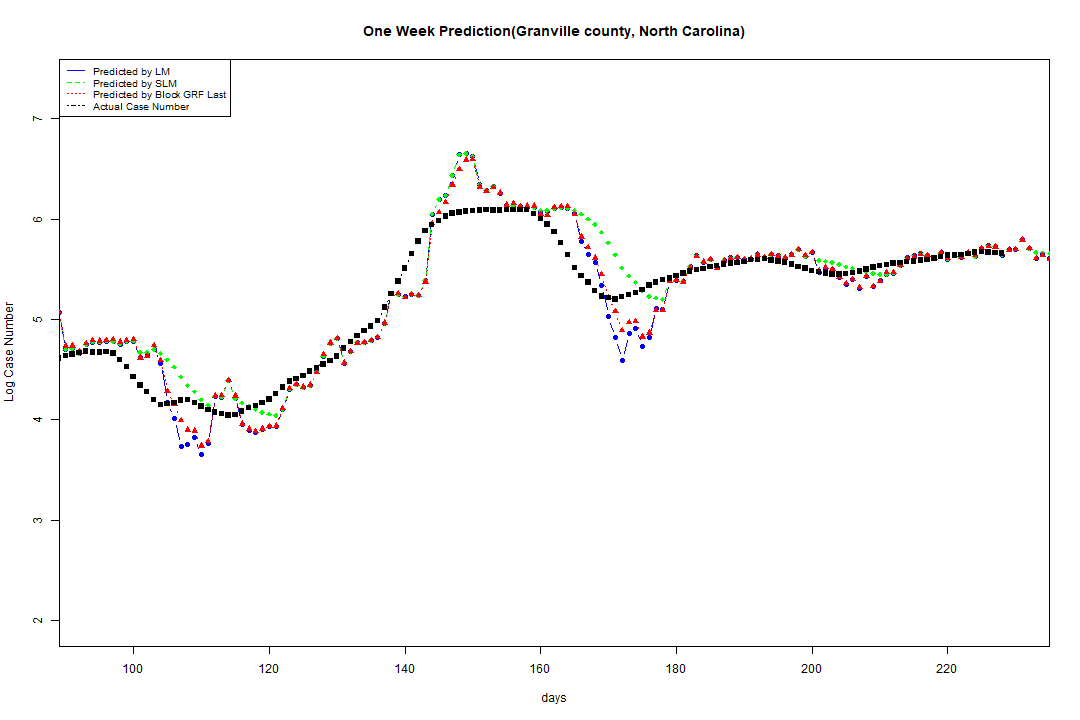 One Week Prediction(Granville county, North Carolina)
Predicted by LM
Predicted by SLM
Predicted by Block GRF Last
Actual Case Number
7
6
5
4
3
2
Log Case Number
100 120 140 160 180 200 220
days